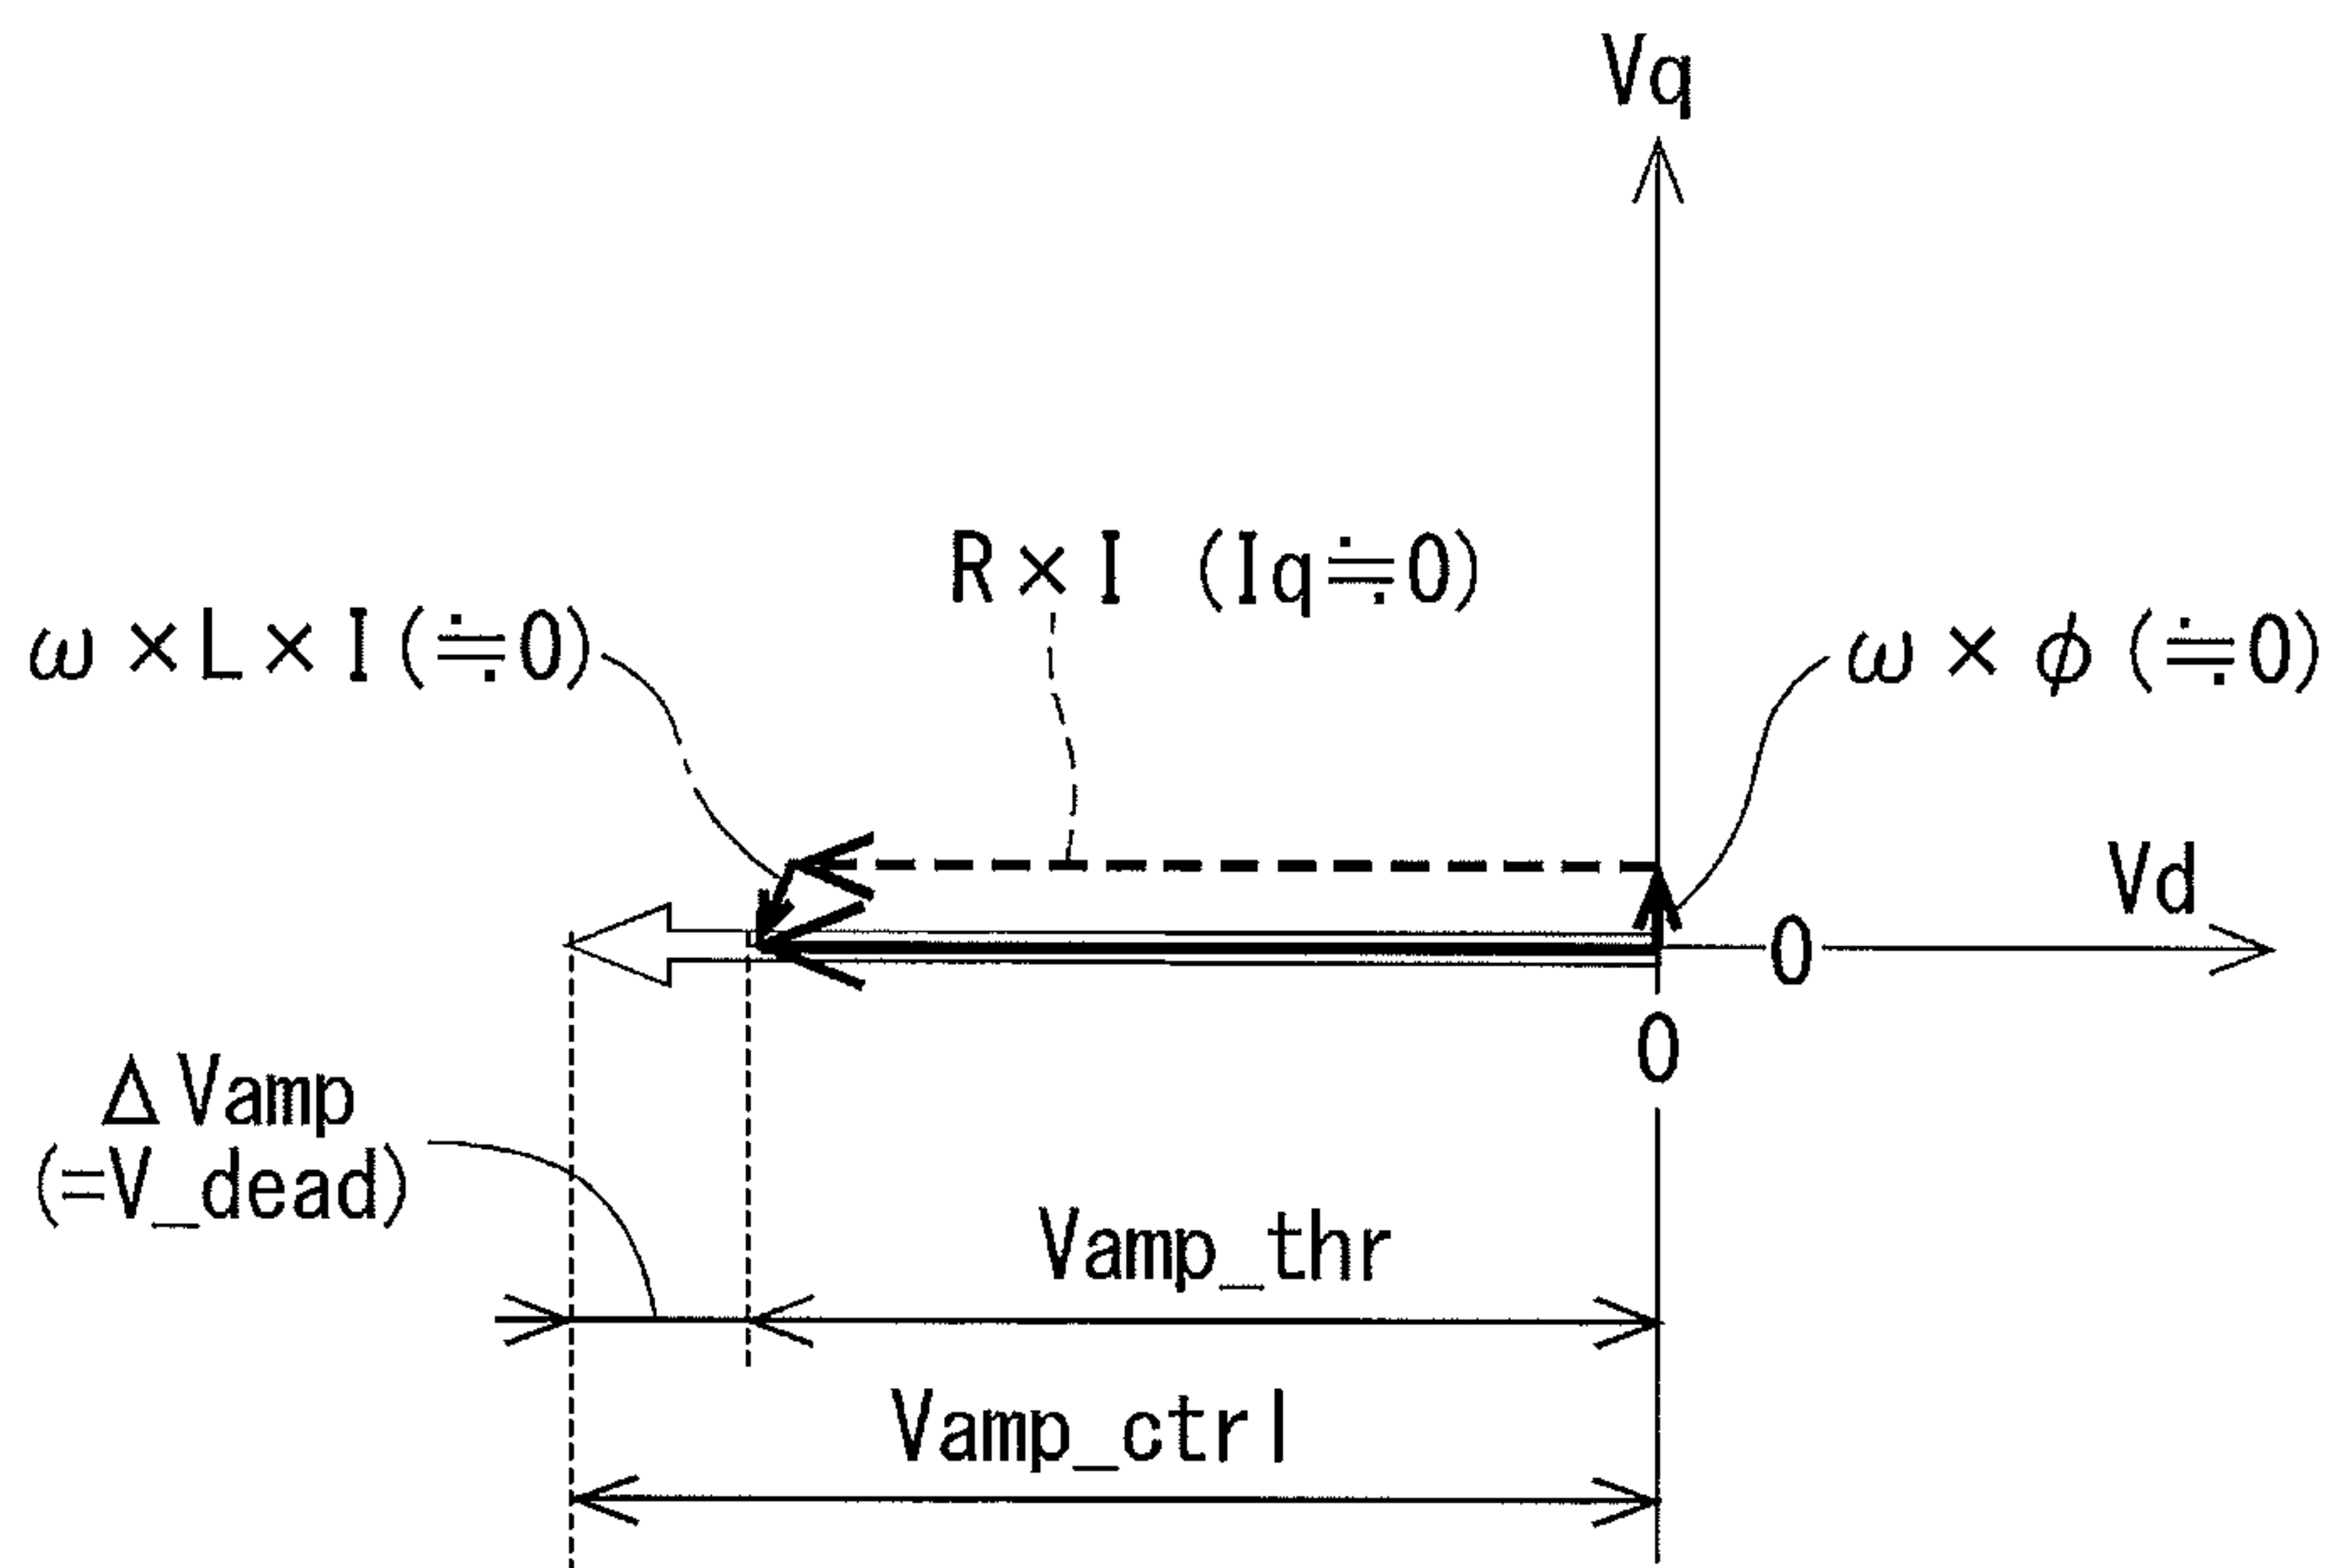 Vq
R×I (Iq≒0)
ω×L×I(≒0)
ω×φ(≒0)
Vd
0
0
ΔVamp
(=V_dead)
Vamp_thr
Vamp_ctrl